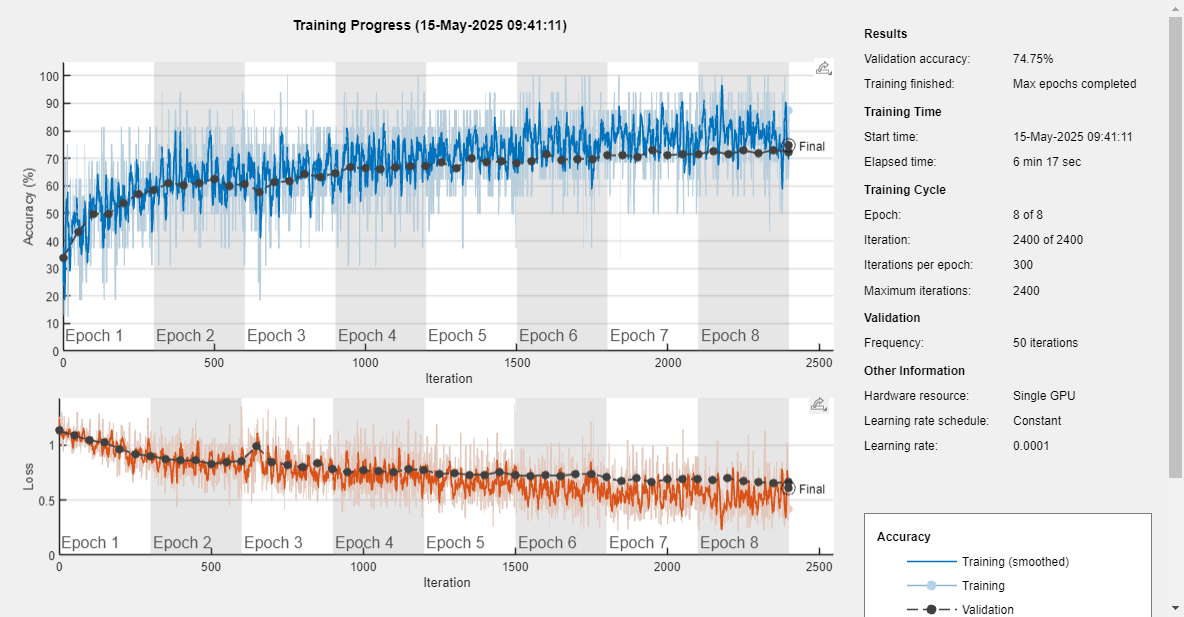 Training Progress (15-May-2025 09:41:11)
100
90
80
70
60
50
40
30
20
10
0
Accuracy (%)
Final
Epoch 1 Epoch 2 Epoch 3 Epoch 4 Epoch 5 Epoch 6 Epoch 7 Epoch 8
0 500 1000 1500 2000 2500
Iteration
1
0.5
0
Loss
Final
Epoch 1 Epoch 2 Epoch 3 Epoch 4 Epoch 5 Epoch 6 Epoch 7 Epoch 8
0 500 1000 1500 2000 2500
Iteration
Results
Validation accuracy: 74.75%
Training finished: Max epochs completed
Training Time
Start time: 15-May-2025 09:41:11
Elapsed time: 6 min 17 sec
Training Cycle
Epoch: 8 of 8
Iteration: 2400 of 2400
Iterations per epoch: 300
Maximum iterations: 2400
Validation
Frequency: 50 iterations
Other Information
Hardware resource: Single GPU
Learning rate schedule: Constant
Learning rate: 0.0001
Accuracy
Training (smoothed)
Training
Validation